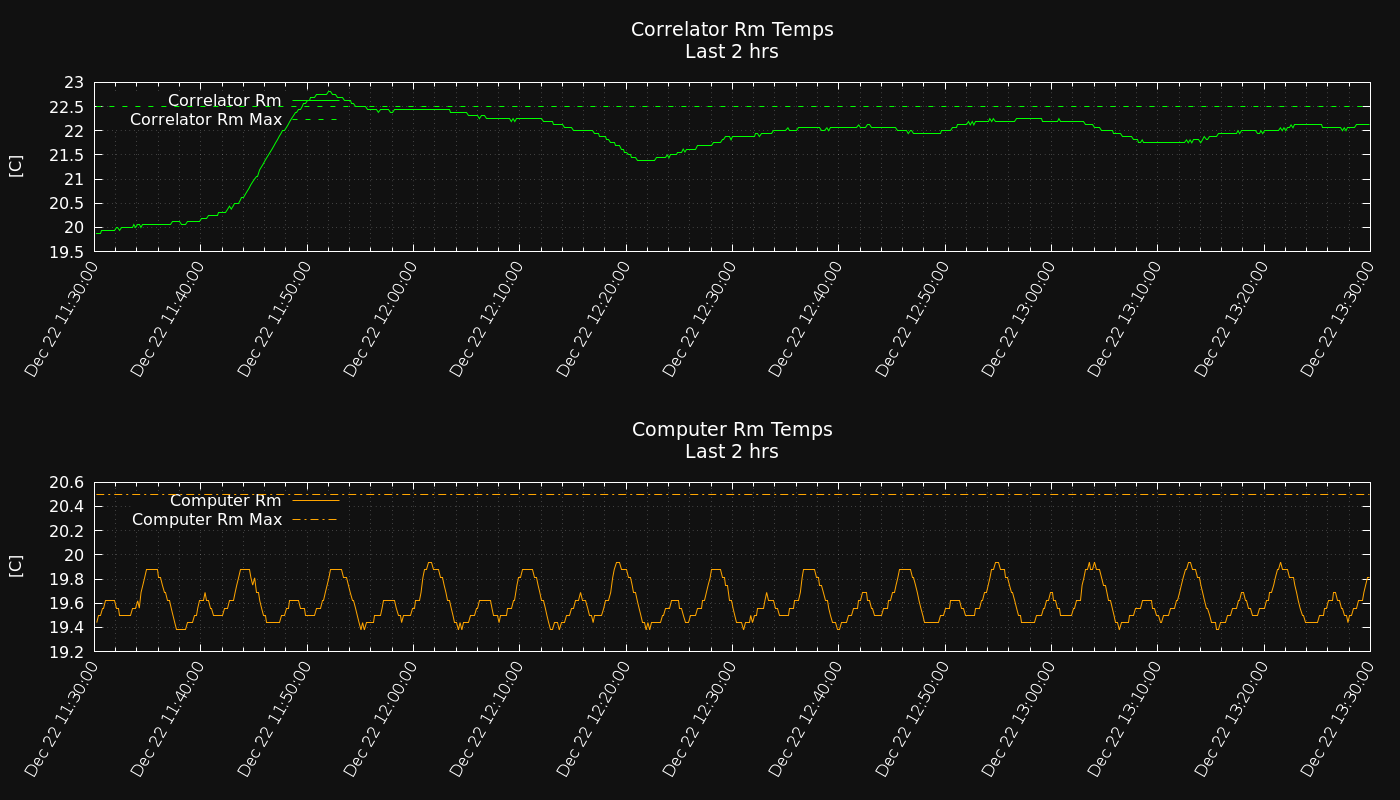 Correlator Rm Temps
Last 2 hrs
23
22.5
22
21.5
21
20.5
20
19.5
[C]
Correlator Rm
Correlator Rm Max
Dec 22 11:30:00
Dec 22 11:40:00
Dec 22 11:50:00
Dec 22 12:00:00
Dec 22 12:10:00
Dec 22 12:20:00
Dec 22 12:30:00
Dec 22 12:40:00
Dec 22 12:50:00
Dec 22 13:00:00
Dec 22 13:10:00
Dec 22 13:20:00
Dec 22 13:30:00
Computer Rm Temps
Last 2 hrs
20.6
20.4
20.2
20
19.8
19.6
19.4
19.2
[C]
Computer Rm
Computer Rm Max
Dec 22 11:30:00
Dec 22 11:40:00
Dec 22 11:50:00
Dec 22 12:00:00
Dec 22 12:10:00
Dec 22 12:20:00
Dec 22 12:30:00
Dec 22 12:40:00
Dec 22 12:50:00
Dec 22 13:00:00
Dec 22 13:10:00
Dec 22 13:20:00
Dec 22 13:30:00